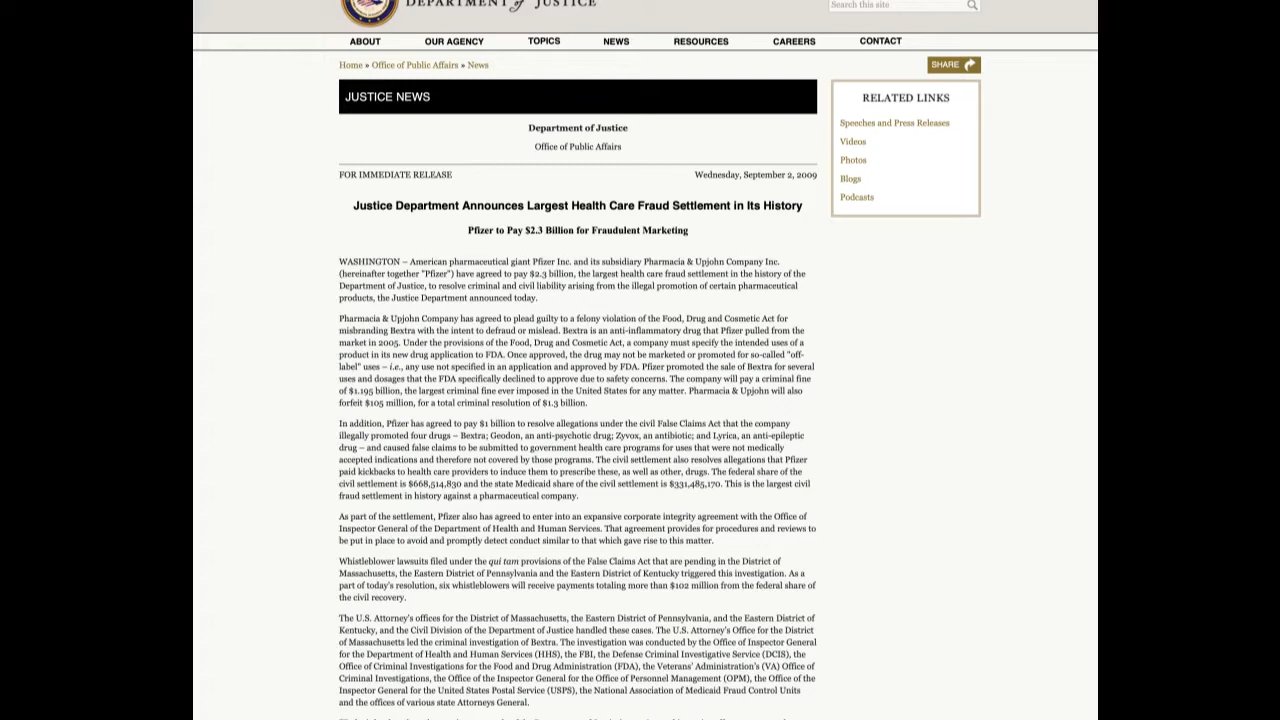 DEPARTMENT of JUSTICE
Search this site
ABOUT OUR AGENCY TOPICS NEWS RESOURCES CAREERS CONTACT
Home » Office of Public Affairs » News
SHARE
JUSTICE NEWS
Department of Justice
Office of Public Affairs
FOR IMMEDIATE RELEASE Wednesday, September 2, 2009
Justice Department Announces Largest Health Care Fraud Settlement in Its History
Pfizer to Pay $2.3 Billion for Fraudulent Marketing
WASHINGTON – American pharmaceutical giant Pfizer Inc. and its subsidiary Pharmacia & Upjohn Company Inc.
(hereinafter together "Pfizer") have agreed to pay $2.3 billion, the largest health care fraud settlement in the history of the
Department of Justice, to resolve criminal and civil liability arising from the illegal promotion of certain pharmaceutical
products, the Justice Department announced today.
Pharmacia & Upjohn Company has agreed to plead guilty to a felony violation of the Food, Drug and Cosmetic Act for
misbranding Bextra with the intent to defraud or mislead. Bextra is an anti-inflammatory drug that Pfizer pulled from the
market in 2005. Under the provisions of the Food, Drug and Cosmetic Act, a company must specify the intended uses of a
product in its new drug application to FDA. Once approved, the drug may not be marketed or promoted for so-called "off-
label" uses – i.e., any use not specified in an application and approved by FDA. Pfizer promoted the sale of Bextra for several
uses and dosages that the FDA specifically declined to approve due to safety concerns. The company will pay a criminal fine
of $1.195 billion, the largest criminal fine ever imposed in the United States for any matter. Pharmacia & Upjohn will also
forfeit $105 million, for a total criminal resolution of $1.3 billion.
In addition, Pfizer has agreed to pay $1 billion to resolve allegations under the civil False Claims Act that the company
illegally promoted four drugs – Bextra; Geodon, an anti-psychotic drug; Zyvox, an antibiotic; and Lyrica, an anti-epileptic
drug – and caused false claims to be submitted to government health care programs for uses that were not medically
accepted indications and therefore not covered by those programs. The civil settlement also resolves allegations that Pfizer
paid kickbacks to health care providers to induce them to prescribe these, as well as other, drugs. The federal share of the
civil settlement is $668,514,830 and the state Medicaid share of the civil settlement is $331,485,170. This is the largest civil
fraud settlement in history against a pharmaceutical company.
As part of the settlement, Pfizer also has agreed to enter into an expansive corporate integrity agreement with the Office of
Inspector General of the Department of Health and Human Services. That agreement provides for procedures and reviews to
be put in place to avoid and promptly detect conduct similar to that which gave rise to this matter.
Whistleblower lawsuits filed under the qui tam provisions of the False Claims Act that are pending in the District of
Massachusetts, the Eastern District of Pennsylvania and the Eastern District of Kentucky triggered this investigation. As a
part of today's resolution, six whistleblowers will receive payments totaling more than $102 million from the federal share of
the civil recovery.
The U.S. Attorney's offices for the District of Massachusetts, the Eastern District of Pennsylvania, and the Eastern District of
Kentucky, and the Civil Division of the Department of Justice handled these cases. The U.S. Attorney's Office for the District
of Massachusetts led the criminal investigation of Bextra. The investigation was conducted by the Office of Inspector General
for the Department of Health and Human Services (HHS), the FBI, the Defense Criminal Investigative Service (DCIS), the
Office of Criminal Investigations for the Food and Drug Administration (FDA), the Veterans' Administration's (VA) Office of
Criminal Investigations, the Office of the Inspector General for the Office of Personnel Management (OPM), the Office of the
Inspector General for the United States Postal Service (USPS), the National Association of Medicaid Fraud Control Units
and the offices of various state Attorneys General.
RELATED LINKS
Speeches and Press Releases
Videos
Photos
Blogs
Podcasts